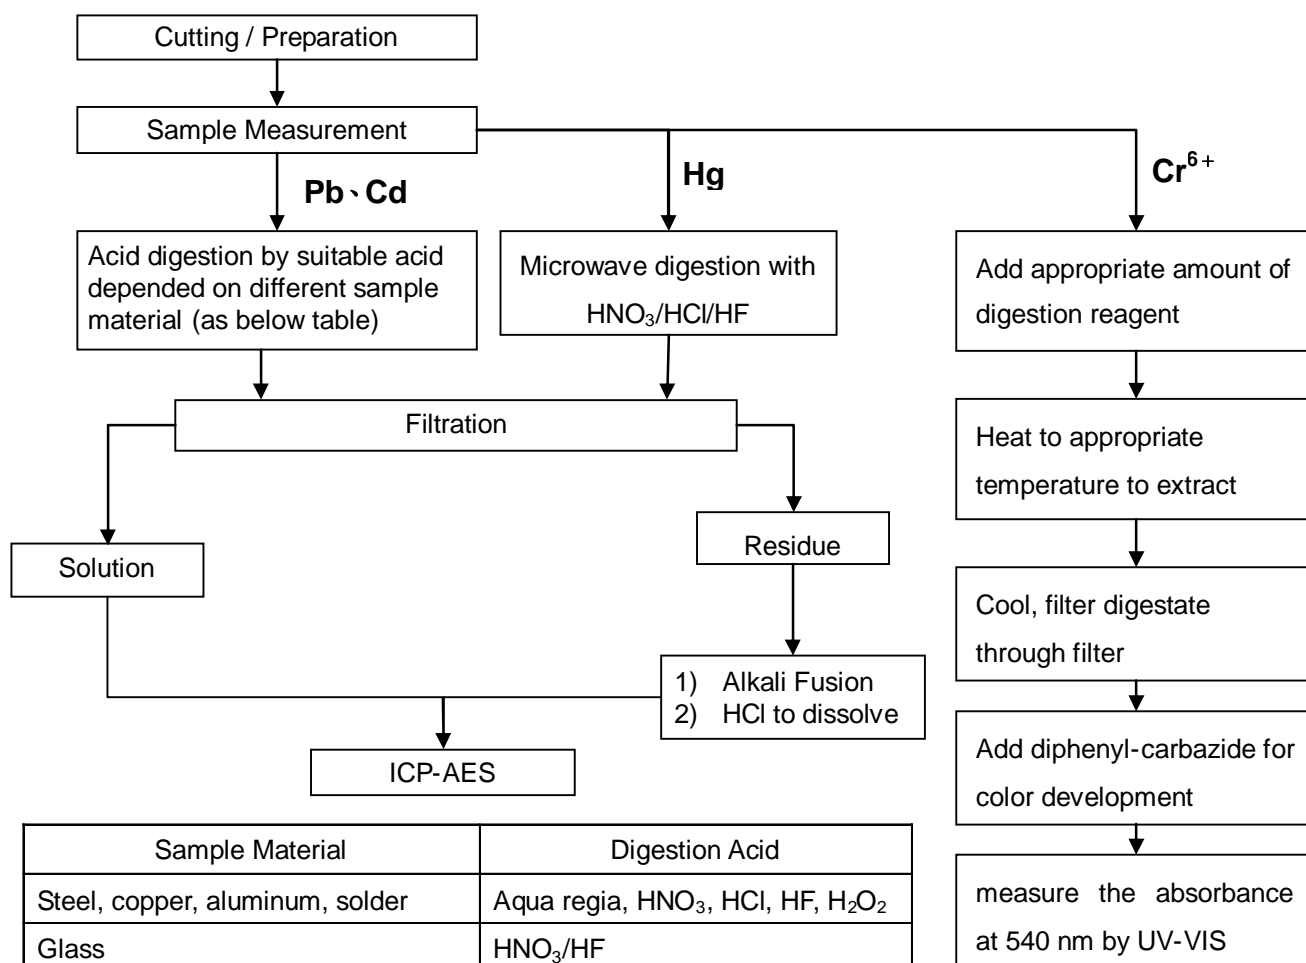 Cutting / Preparation
Sample Measurement
Pb、Cd
Hg
Cr⁶⁺
Acid digestion by suitable acid
depended on different sample
material (as below table)
Microwave digestion with
HNO₃/HCl/HF
Add appropriate amount of
digestion reagent
Filtration
Heat to appropriate
temperature to extract
Solution
Residue
Cool, filter digestate
through filter
1) Alkali Fusion
2) HCl to dissolve
ICP-AES
Add diphenyl-carbazide for
color development
measure the absorbance
at 540 nm by UV-VIS
Sample Material Digestion Acid
Steel, copper, aluminum, solder Aqua regia, HNO₃, HCl, HF, H₂O₂
Glass HNO₃/HF